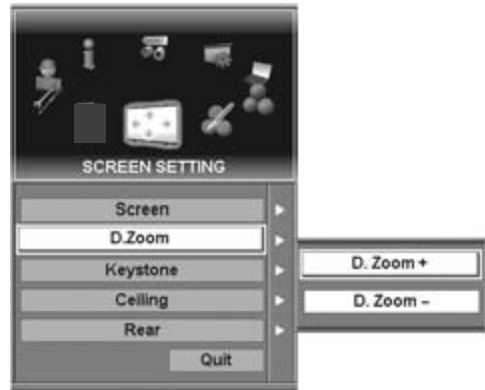 SCREEN SETTING
Screen
D.Zoom
Keystone
Ceiling
Rear
Quit
D. Zoom +
D. Zoom –